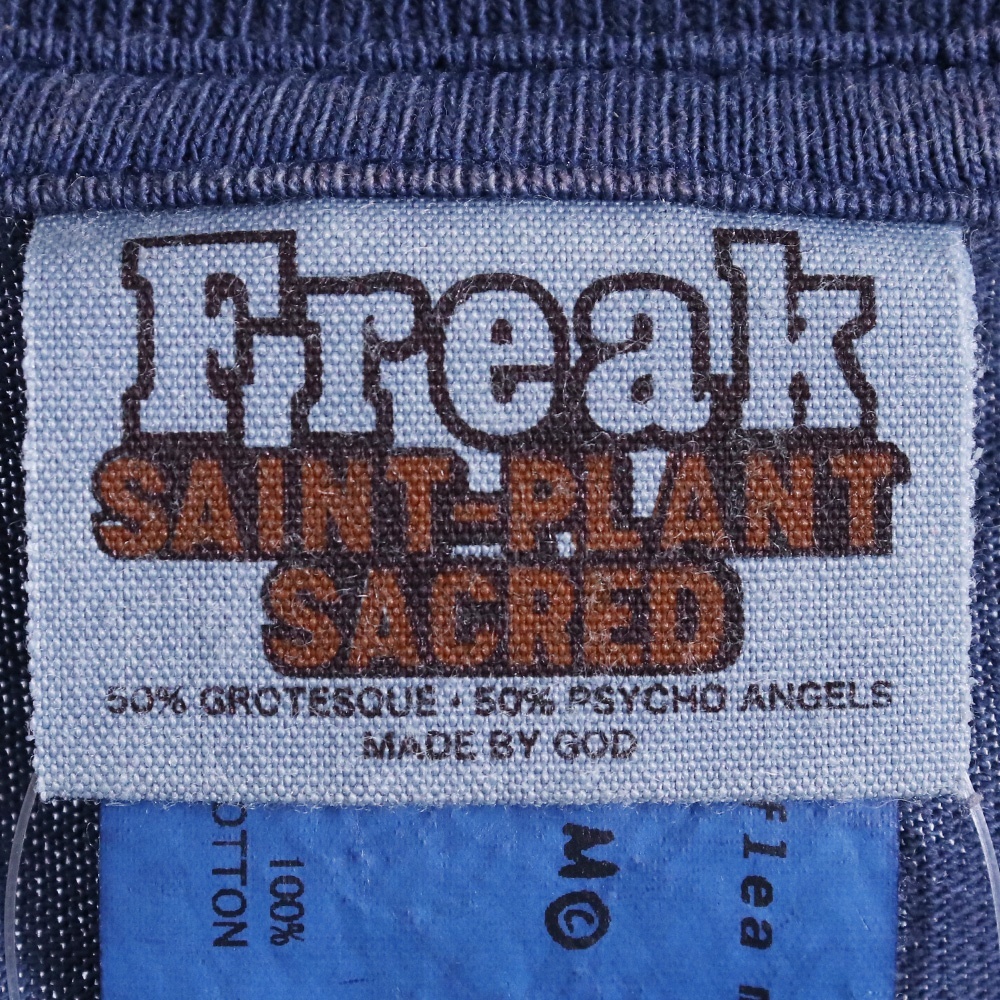 Freak
SAINT-PLANT
SACRED
50% GROTESQUE • 50% PSYCHO ANGELS
MADE BY GOD
100%
OTTON
M©
flea